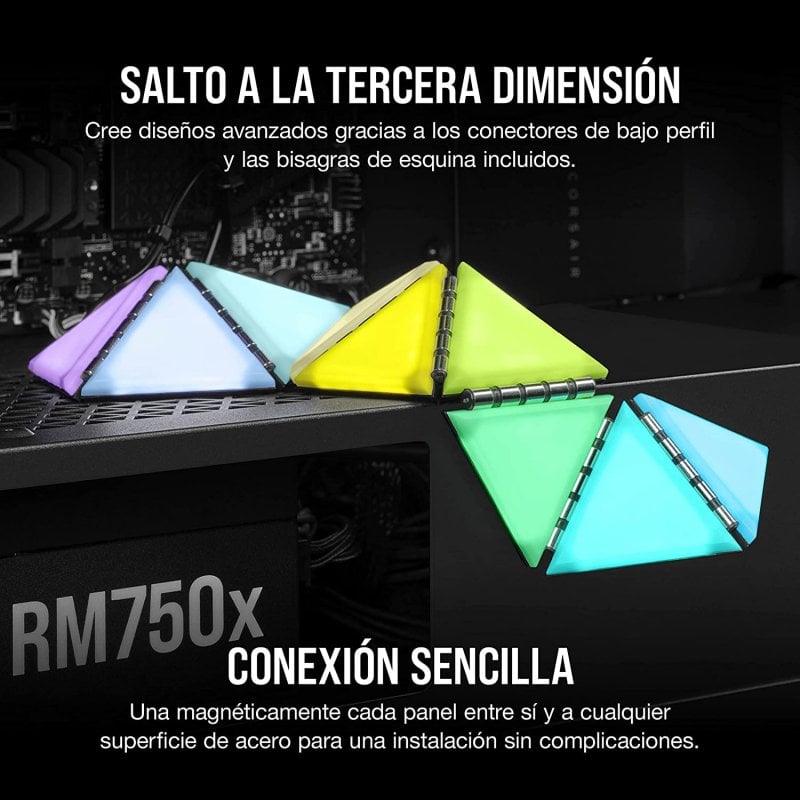 SALTO A LA TERCERA DIMENSIÓN
Cree diseños avanzados gracias a los conectores de bajo perfil
y las bisagras de esquina incluidos.
CORSAIR
RM750x
CONEXIÓN SENCILLA
Una magnéticamente cada panel entre sí y a cualquier
superficie de acero para una instalación sin complicaciones.